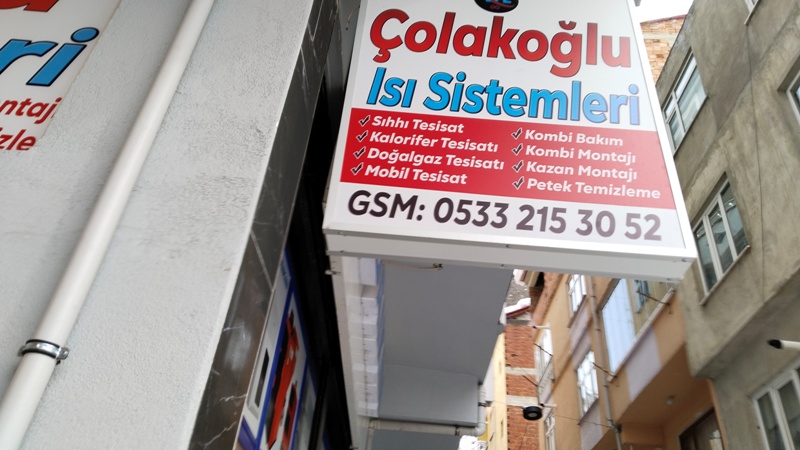 Çolakoğlu
Isı Sistemleri
✓ Sıhhı Tesisat
✓ Kalorifer Tesisatı
✓ Doğalgaz Tesisatı
✓ Mobil Tesisat
✓ Kombi Bakım
✓ Kombi Montajı
✓ Kazan Montajı
✓ Petek Temizleme
GSM: 0533 215 30 52